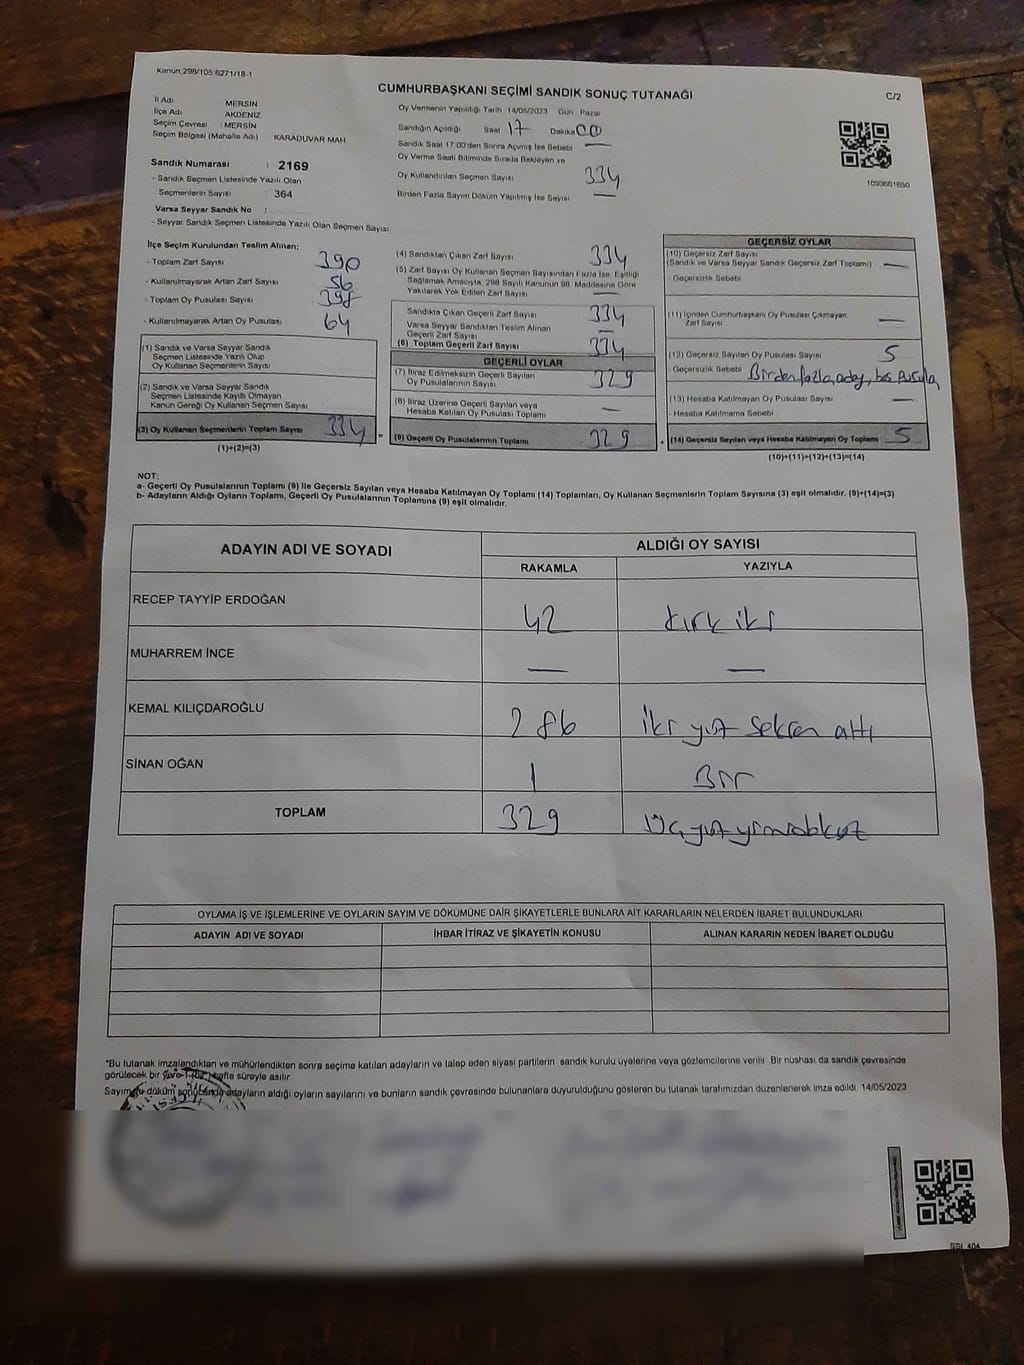 Kanun:298/105;6271/18-1
CUMHURBAŞKANI SEÇİMİ SANDIK SONUÇ TUTANAĞI
C/2
İl Adı MERSİN
İlçe Adı AKDENİZ
Seçim Çevresi : MERSİN
Seçim Bölgesi (Mahalle Adı) KARADUVAR MAH.
Sandık Numarası : 2169
- Sandık Seçmen Listesinde Yazılı Olan
Seçmenlerin Sayısı : 364
Varsa Seyyar Sandık No :
- Seyyar Sandık Seçmen Listesinde Yazılı Olan Seçmen Sayısı
Oy Vermenin Yapıldığı Tarih 14/05/2023 Gün Pazar
Sandığın Açıldığı Saat 17 Dakika 00
Sandık Saat 17.00'den Sonra Açılmış İse Sebebi —
Oy Verme Saati Bitiminde Sırada Bekleyen ve
Oy Kullandırılan Seçmen Sayısı 334
Birden Fazla Sayım Döküm Yapılmış İse Sayısı —
1093661650
İlçe Seçim Kurulundan Teslim Alınan;
- Toplam Zarf Sayısı 390
- Kullanılmayarak Artan Zarf Sayısı 56
- Toplam Oy Pusulası Sayısı 398
- Kullanılmayarak Artan Oy Pusulası 64
(1) Sandık ve Varsa Seyyar Sandık
Seçmen Listesinde Yazılı Olup
Oy Kullanan Seçmen Sayısı
(2) Sandık ve Varsa Seyyar Sandık
Seçmen Listesinde Kayıtlı Olmayan
Kanun Gereği Oy Kullanan Seçmen Sayısı
(3) Oy Kullanan Seçmenlerin Toplam Sayısı 334
(1)+(2)=(3)
(4) Sandıktan Çıkan Zarf Sayısı 334
(5) Zarf Sayısı Oy Kullanan Seçmen Sayısından Fazla İse, Eşitliği
Sağlamak Amacıyla, 298 Sayılı Kanunun 98. Maddesine Göre
Yakılarak Yok Edilen Zarf Sayısı —
Sandıkta Çıkan Geçerli Zarf Sayısı 334
Varsa Seyyar Sandıktan Teslim Alınan
Geçerli Zarf Sayısı —
(6) Toplam Geçerli Zarf Sayısı 334
GEÇERLİ OYLAR
(7) İtiraz Edilmeksizin Geçerli Sayılan
Oy Pusulalarının Sayısı 329
(8) İtiraz Üzerine Geçerli Sayılan veya
Hesaba Katılan Oy Pusulası Toplamı —
(9) Geçerli Oy Pusulalarının Toplamı 329
GEÇERSİZ OYLAR
(10) Geçersiz Zarf Sayısı
(Sandık ve Varsa Seyyar Sandık Geçersiz Zarf Toplamı) —
- Geçersizlik Sebebi
(11) İçinden Cumhurbaşkanı Oy Pusulası Çıkmayan
Zarf Sayısı —
(12) Geçersiz Sayılan Oy Pusulası Sayısı 5
- Geçersizlik Sebebi Birden fazla aday, boş pusula
(13) Hesaba Katılmayan Oy Pusulası Sayısı —
- Hesaba Katılmama Sebebi
(14) Geçersiz Sayılan veya Hesaba Katılmayan Oy Toplamı 5
(10)+(11)+(12)+(13)=(14)
NOT:
a- Geçerli Oy Pusulalarının Toplamı (9) ile Geçersiz Sayılan veya Hesaba Katılmayan Oy Toplamı (14) Toplamları, Oy Kullanan Seçmenlerin Toplam Sayısına (3) eşit olmalıdır. (9)+(14)=(3)
b- Adayların Aldığı Oyların Toplamı, Geçerli Oy Pusulalarının Toplamına (9) eşit olmalıdır.
ADAYIN ADI VE SOYADI
ALDIĞI OY SAYISI
RAKAMLA YAZIYLA
RECEP TAYYİP ERDOĞAN 42 kırk iki
MUHARREM İNCE — —
KEMAL KILIÇDAROĞLU 286 iki yüz seksen altı
SİNAN OĞAN 1 Bir
TOPLAM 329 Üç yüz yirmidokuz
OYLAMA İŞ VE İŞLEMLERİNE VE OYLARIN SAYIM VE DÖKÜMÜNE DAİR ŞİKAYETLERLE BUNLARA AİT KARARLARIN NELERDEN İBARET BULUNDUKLARI
ADAYIN ADI VE SOYADI İHBAR İTİRAZ VE ŞİKAYETİN KONUSU ALINAN KARARIN NEDEN İBARET OLDUĞU
*Bu tutanak imzalandıktan ve mühürlendikten sonra seçime katılan adayların ve talep eden siyasi partilerin sandık kurulu üyelerine veya gözlemcilerine verilir. Bir nüshası da sandık çevresinde
görülecek bir yere 1 (bir) hafta süreyle asılır.
Sayım ve döküm sonucunda adayların aldığı oyların sayılarını ve bunların sandık çevresinde bulunanlara duyurulduğunu gösteren bu tutanak tarafımızdan düzenlenerek imza edildi. 14/05/2023
SSI_404